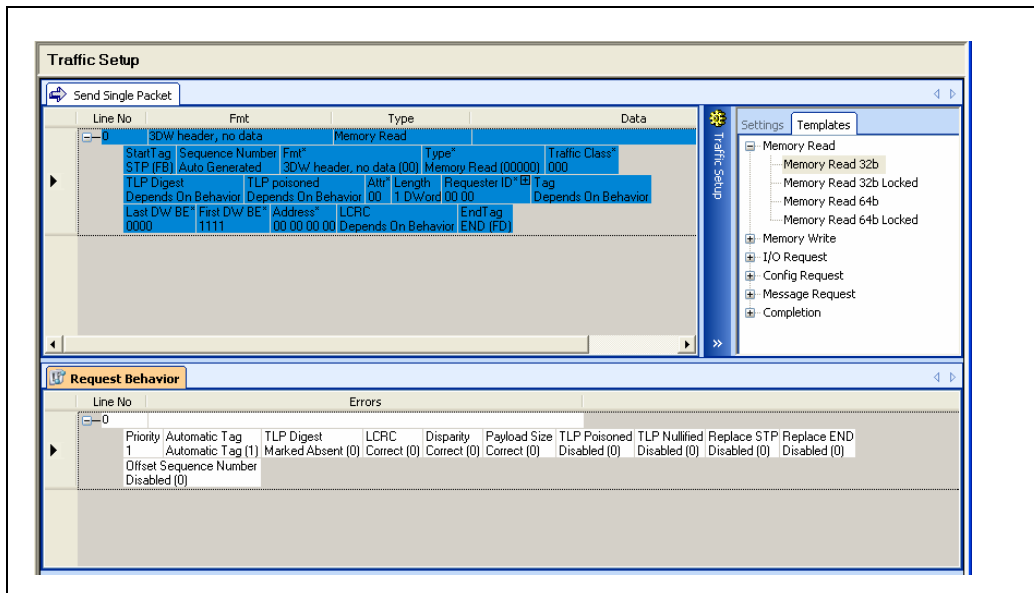 Traffic Setup
Send Single Packet
Line No Fmt Type Data
0 3DW header, no data Memory Read
StartTag Sequence Number Fmt* Type* Traffic Class*
STP (FB) Auto Generated 3DW header, no data (00) Memory Read (00000) 000
TLP Digest TLP poisoned Attr* Length Requester ID* Tag
Depends On Behavior Depends On Behavior 00 1 DWord 00 00 Depends On Behavior
Last DW BE* First DW BE* Address* LCRC EndTag
0000 1111 00 00 00 00 Depends On Behavior END (FD)
Traffic Setup
Settings Templates
Memory Read
Memory Read 32b
Memory Read 32b Locked
Memory Read 64b
Memory Read 64b Locked
Memory Write
I/O Request
Config Request
Message Request
Completion
Request Behavior
Line No Errors
0
Priority Automatic Tag TLP Digest LCRC Disparity Payload Size TLP Poisoned TLP Nullified Replace STP Replace END
1 Automatic Tag (1) Marked Absent (0) Correct (0) Correct (0) Correct (0) Disabled (0) Disabled (0) Disabled (0) Disabled (0)
Offset Sequence Number
Disabled (0)